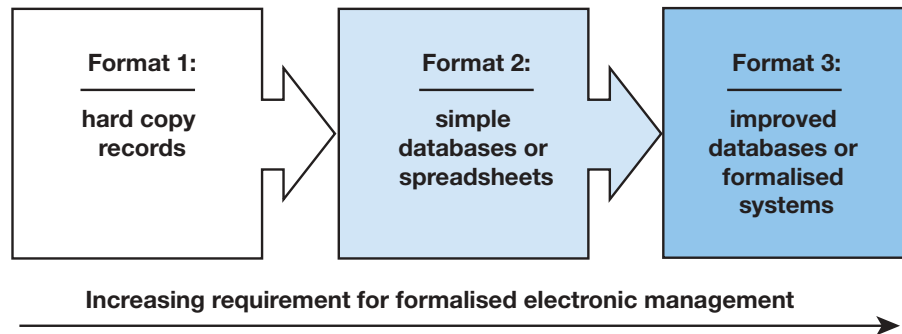 Format 1:
hard copy
records
Format 2:
simple
databases or
spreadsheets
Format 3:
improved
databases or
formalised
systems
Increasing requirement for formalised electronic management